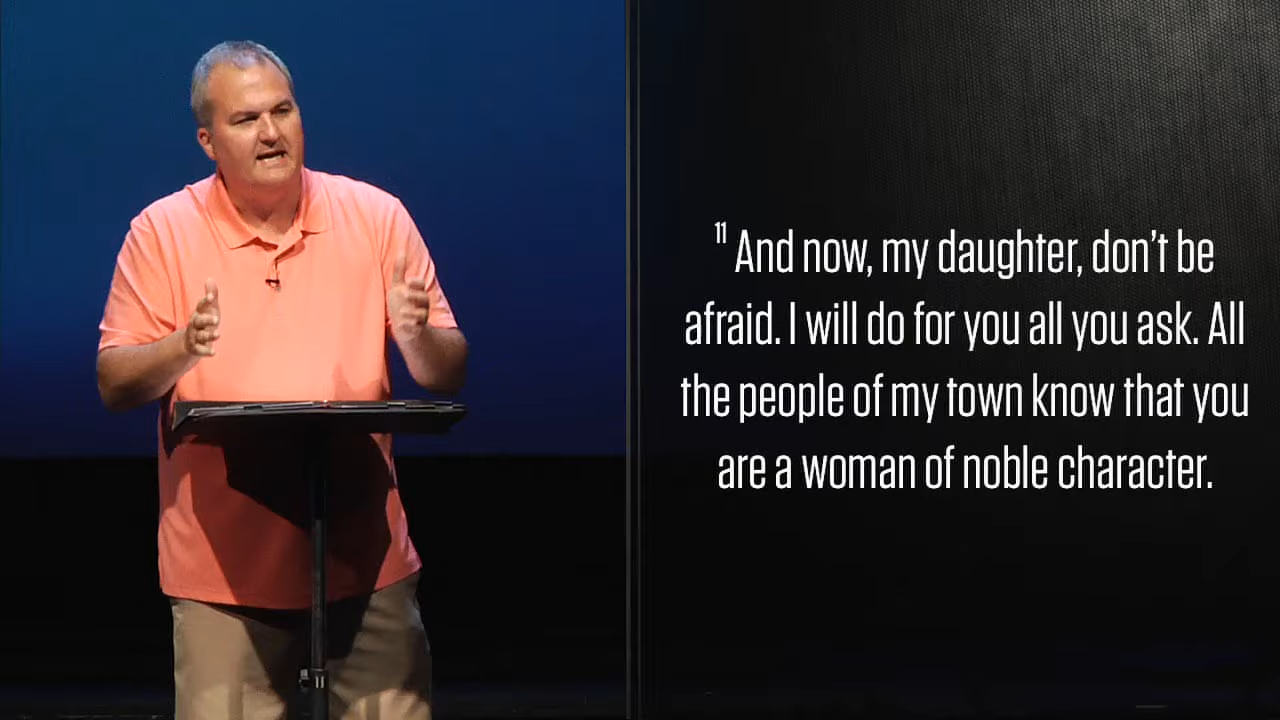 11 And now, my daughter, don’t be
afraid. I will do for you all you ask. All
the people of my town know that you
are a woman of noble character.